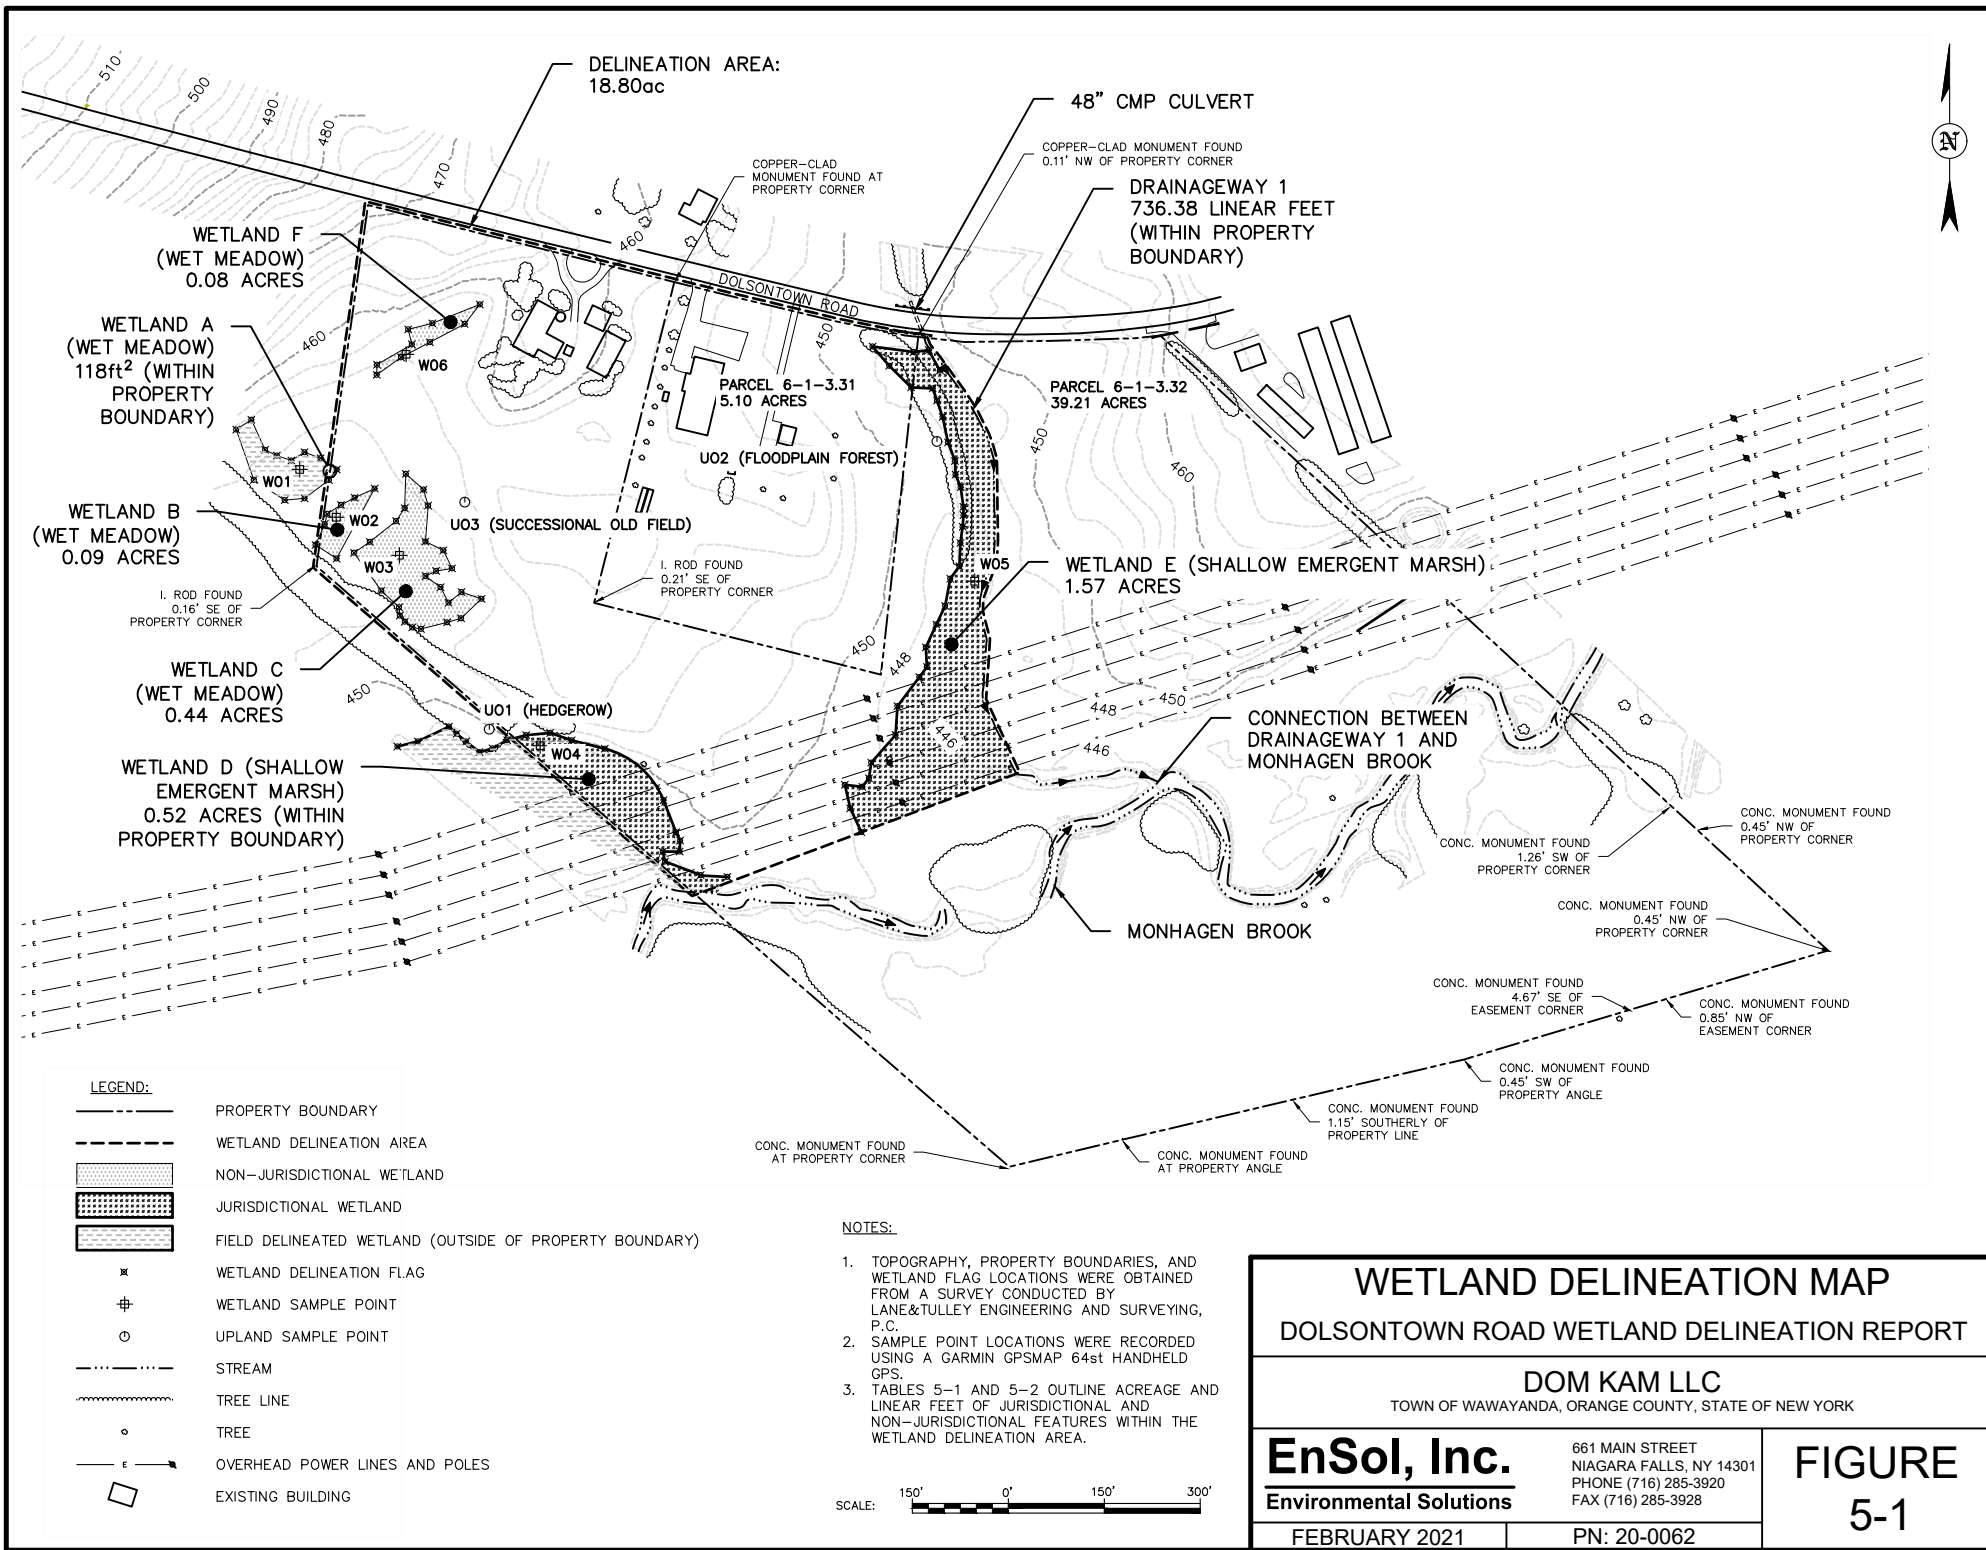 DELINEATION AREA:
18.80ac
48” CMP CULVERT
COPPER-CLAD MONUMENT FOUND
0.11' NW OF PROPERTY CORNER
COPPER-CLAD
MONUMENT FOUND AT
PROPERTY CORNER
DRAINAGEWAY 1
736.38 LINEAR FEET
(WITHIN PROPERTY
BOUNDARY)
N
510
500
490
480
470
460
460
DOLSONTOWN ROAD
450
450
460
WETLAND F
(WET MEADOW)
0.08 ACRES
WETLAND A
(WET MEADOW)
118ft² (WITHIN
PROPERTY
BOUNDARY)
W06
W01
W02
W03
PARCEL 6-1-3.31
5.10 ACRES
PARCEL 6-1-3.32
39.21 ACRES
UO2 (FLOODPLAIN FOREST)
UO3 (SUCCESSIONAL OLD FIELD)
WETLAND B
(WET MEADOW)
0.09 ACRES
I. ROD FOUND
0.16' SE OF
PROPERTY CORNER
I. ROD FOUND
0.21' SE OF
PROPERTY CORNER
W05
WETLAND E (SHALLOW EMERGENT MARSH)
1.57 ACRES
WETLAND C
(WET MEADOW)
0.44 ACRES
450
450
448
446
448
450
446
UO1 (HEDGEROW)
W04
WETLAND D (SHALLOW
EMERGENT MARSH)
0.52 ACRES (WITHIN
PROPERTY BOUNDARY)
CONNECTION BETWEEN
DRAINAGEWAY 1 AND
MONHAGEN BROOK
MONHAGEN BROOK
CONC. MONUMENT FOUND
0.45' NW OF
PROPERTY CORNER
CONC. MONUMENT FOUND
1.26' SW OF
PROPERTY CORNER
CONC. MONUMENT FOUND
0.45' NW OF
PROPERTY CORNER
CONC. MONUMENT FOUND
4.67' SE OF
EASEMENT CORNER
CONC. MONUMENT FOUND
0.85' NW OF
EASEMENT CORNER
CONC. MONUMENT FOUND
0.45' SW OF
PROPERTY ANGLE
CONC. MONUMENT FOUND
1.15' SOUTHERLY OF
PROPERTY LINE
CONC. MONUMENT FOUND
AT PROPERTY ANGLE
CONC. MONUMENT FOUND
AT PROPERTY CORNER
LEGEND:
PROPERTY BOUNDARY
WETLAND DELINEATION AREA
NON-JURISDICTIONAL WETLAND
JURISDICTIONAL WETLAND
FIELD DELINEATED WETLAND (OUTSIDE OF PROPERTY BOUNDARY)
WETLAND DELINEATION FLAG
WETLAND SAMPLE POINT
UPLAND SAMPLE POINT
STREAM
TREE LINE
TREE
E OVERHEAD POWER LINES AND POLES
EXISTING BUILDING
NOTES:
1. TOPOGRAPHY, PROPERTY BOUNDARIES, AND
WETLAND FLAG LOCATIONS WERE OBTAINED
FROM A SURVEY CONDUCTED BY
LANE&TULLEY ENGINEERING AND SURVEYING,
P.C.
2. SAMPLE POINT LOCATIONS WERE RECORDED
USING A GARMIN GPSMAP 64st HANDHELD
GPS.
3. TABLES 5-1 AND 5-2 OUTLINE ACREAGE AND
LINEAR FEET OF JURISDICTIONAL AND
NON-JURISDICTIONAL FEATURES WITHIN THE
WETLAND DELINEATION AREA.
SCALE: 150' 0' 150' 300'
WETLAND DELINEATION MAP
DOLSONTOWN ROAD WETLAND DELINEATION REPORT
DOM KAM LLC
TOWN OF WAWAYANDA, ORANGE COUNTY, STATE OF NEW YORK
EnSol, Inc.
Environmental Solutions
661 MAIN STREET
NIAGARA FALLS, NY 14301
PHONE (716) 285-3920
FAX (716) 285-3928
FIGURE
5-1
FEBRUARY 2021
PN: 20-0062